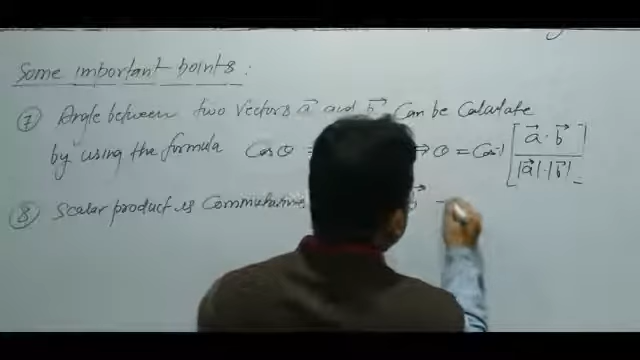 Some important points :
⑦ Angle between two vectors a⃗ and b⃗ Can be Calculate
by using the formula Cosθ = ⇒ θ = Cos⁻¹ [ a⃗ · b⃗ / |a⃗|·|b⃗| ]
⑧ Scalar product is Commutative b⃗